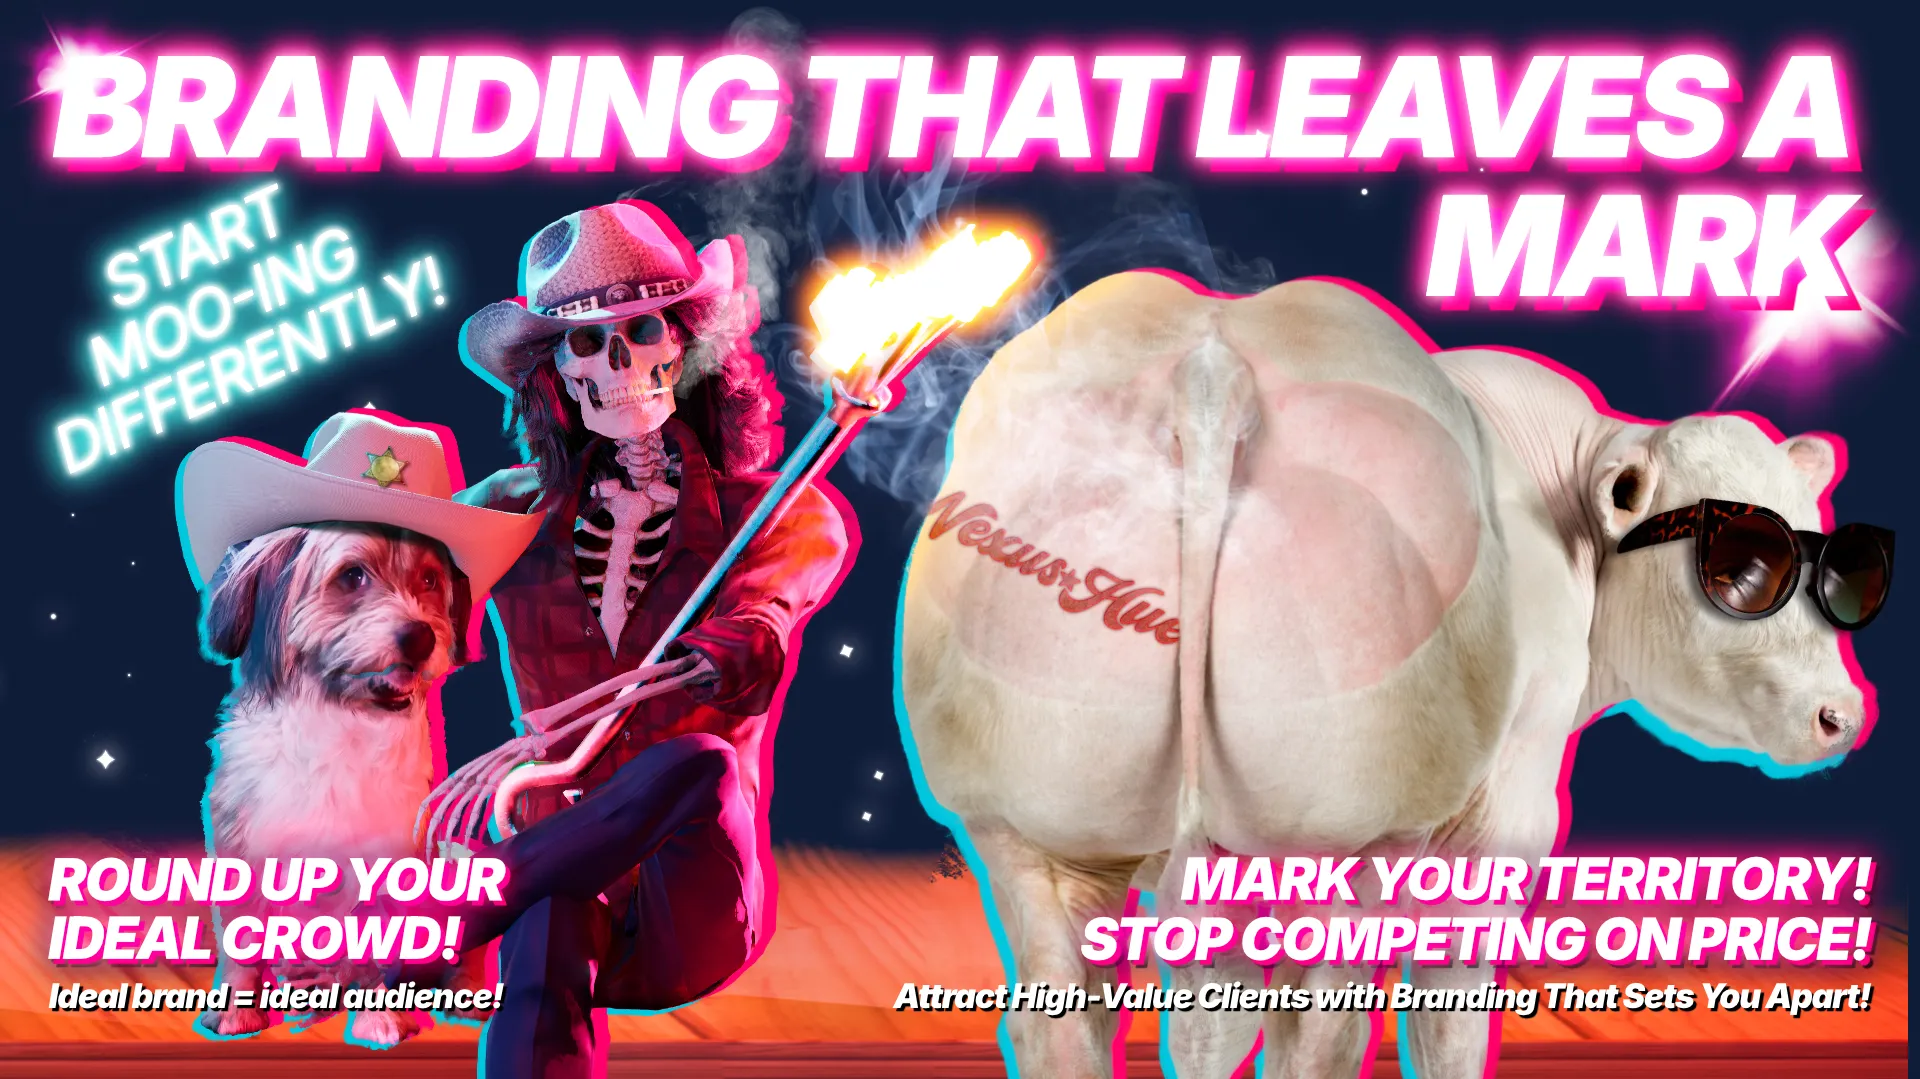 BRANDING THAT LEAVES A
MARK
START
MOO-ING
DIFFERENTLY!
Nexus+Hue
ROUND UP YOUR
IDEAL CROWD!
Ideal brand = ideal audience!
MARK YOUR TERRITORY!
STOP COMPETING ON PRICE!
Attract High-Value Clients with Branding That Sets You Apart!